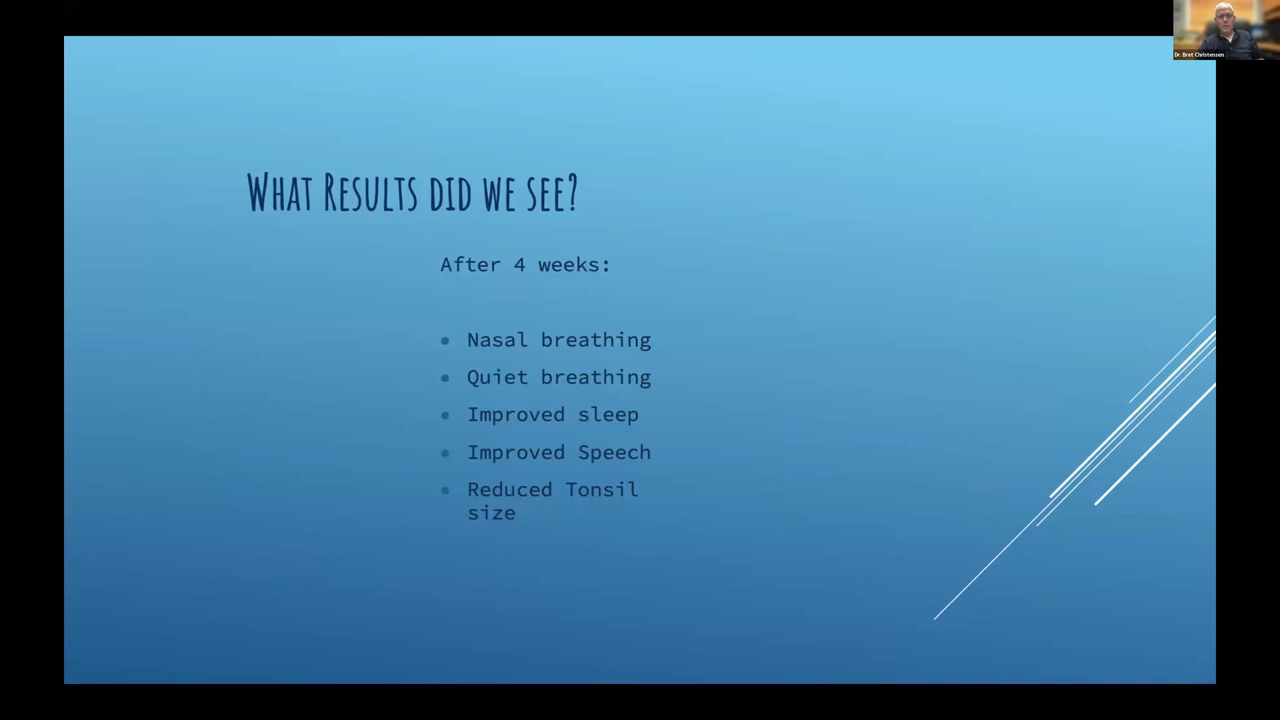 Dr. Bret Christensen
What Results did we see?
After 4 weeks:
Nasal breathing
Quiet breathing
Improved sleep
Improved Speech
Reduced Tonsil
size